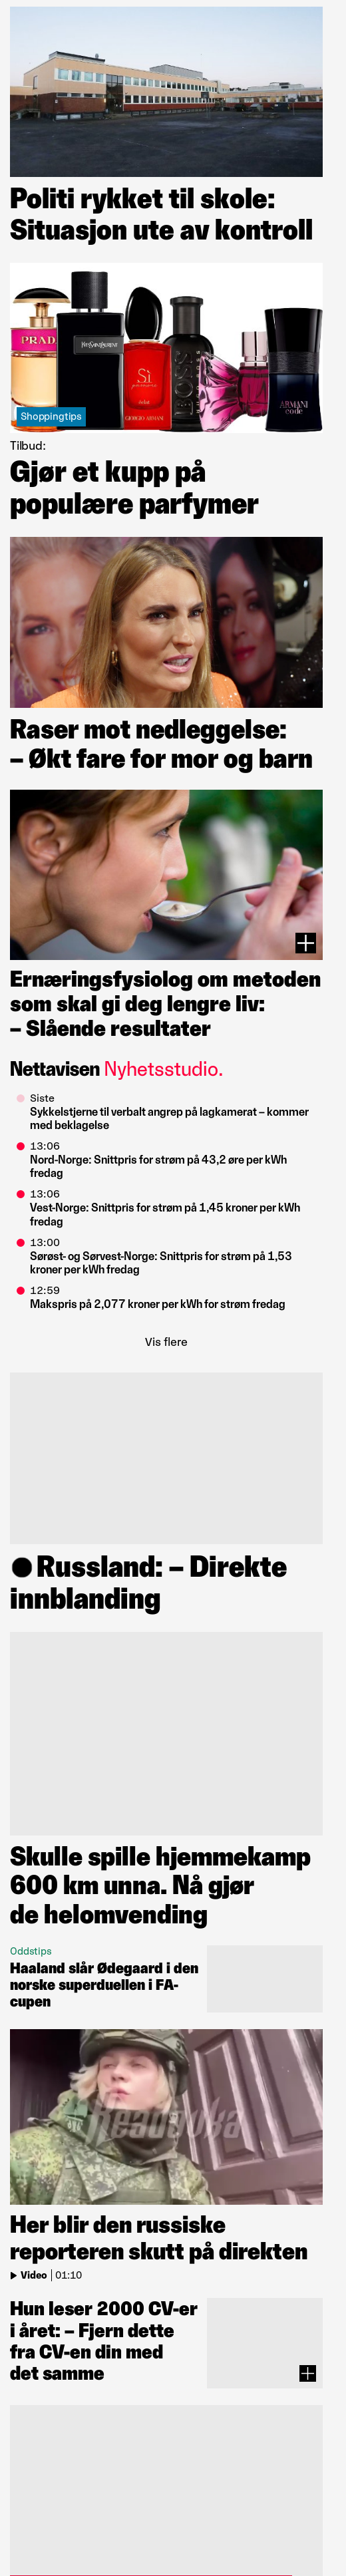 Politi rykket til skole:
Situasjon ute av kontroll
PRADA
YVES SAINT LAURENT
Sì
GIORGIO ARMANI
BOSS
ARMANI
code
Shoppingtips
Tilbud:
Gjør et kupp på
populære parfymer
Raser mot nedleggelse:
– Økt fare for mor og barn
Ernæringsfysiolog om metoden
som skal gi deg lengre liv:
– Slående resultater
Nettavisen Nyhetsstudio.
Siste
Sykkelstjerne til verbalt angrep på lagkamerat – kommer
med beklagelse
13:06
Nord-Norge: Snittpris for strøm på 43,2 øre per kWh
fredag
13:06
Vest-Norge: Snittpris for strøm på 1,45 kroner per kWh
fredag
13:00
Sørøst- og Sørvest-Norge: Snittpris for strøm på 1,53
kroner per kWh fredag
12:59
Makspris på 2,077 kroner per kWh for strøm fredag
Vis flere
Russland: – Direkte
innblanding
Skulle spille hjemmekamp
600 km unna. Nå gjør
de helomvending
Oddstips
Haaland slår Ødegaard i den
norske superduellen i FA-
cupen
Readovka
Her blir den russiske
reporteren skutt på direkten
Video | 01:10
Hun leser 2000 CV-er
i året: – Fjern dette
fra CV-en din med
det samme